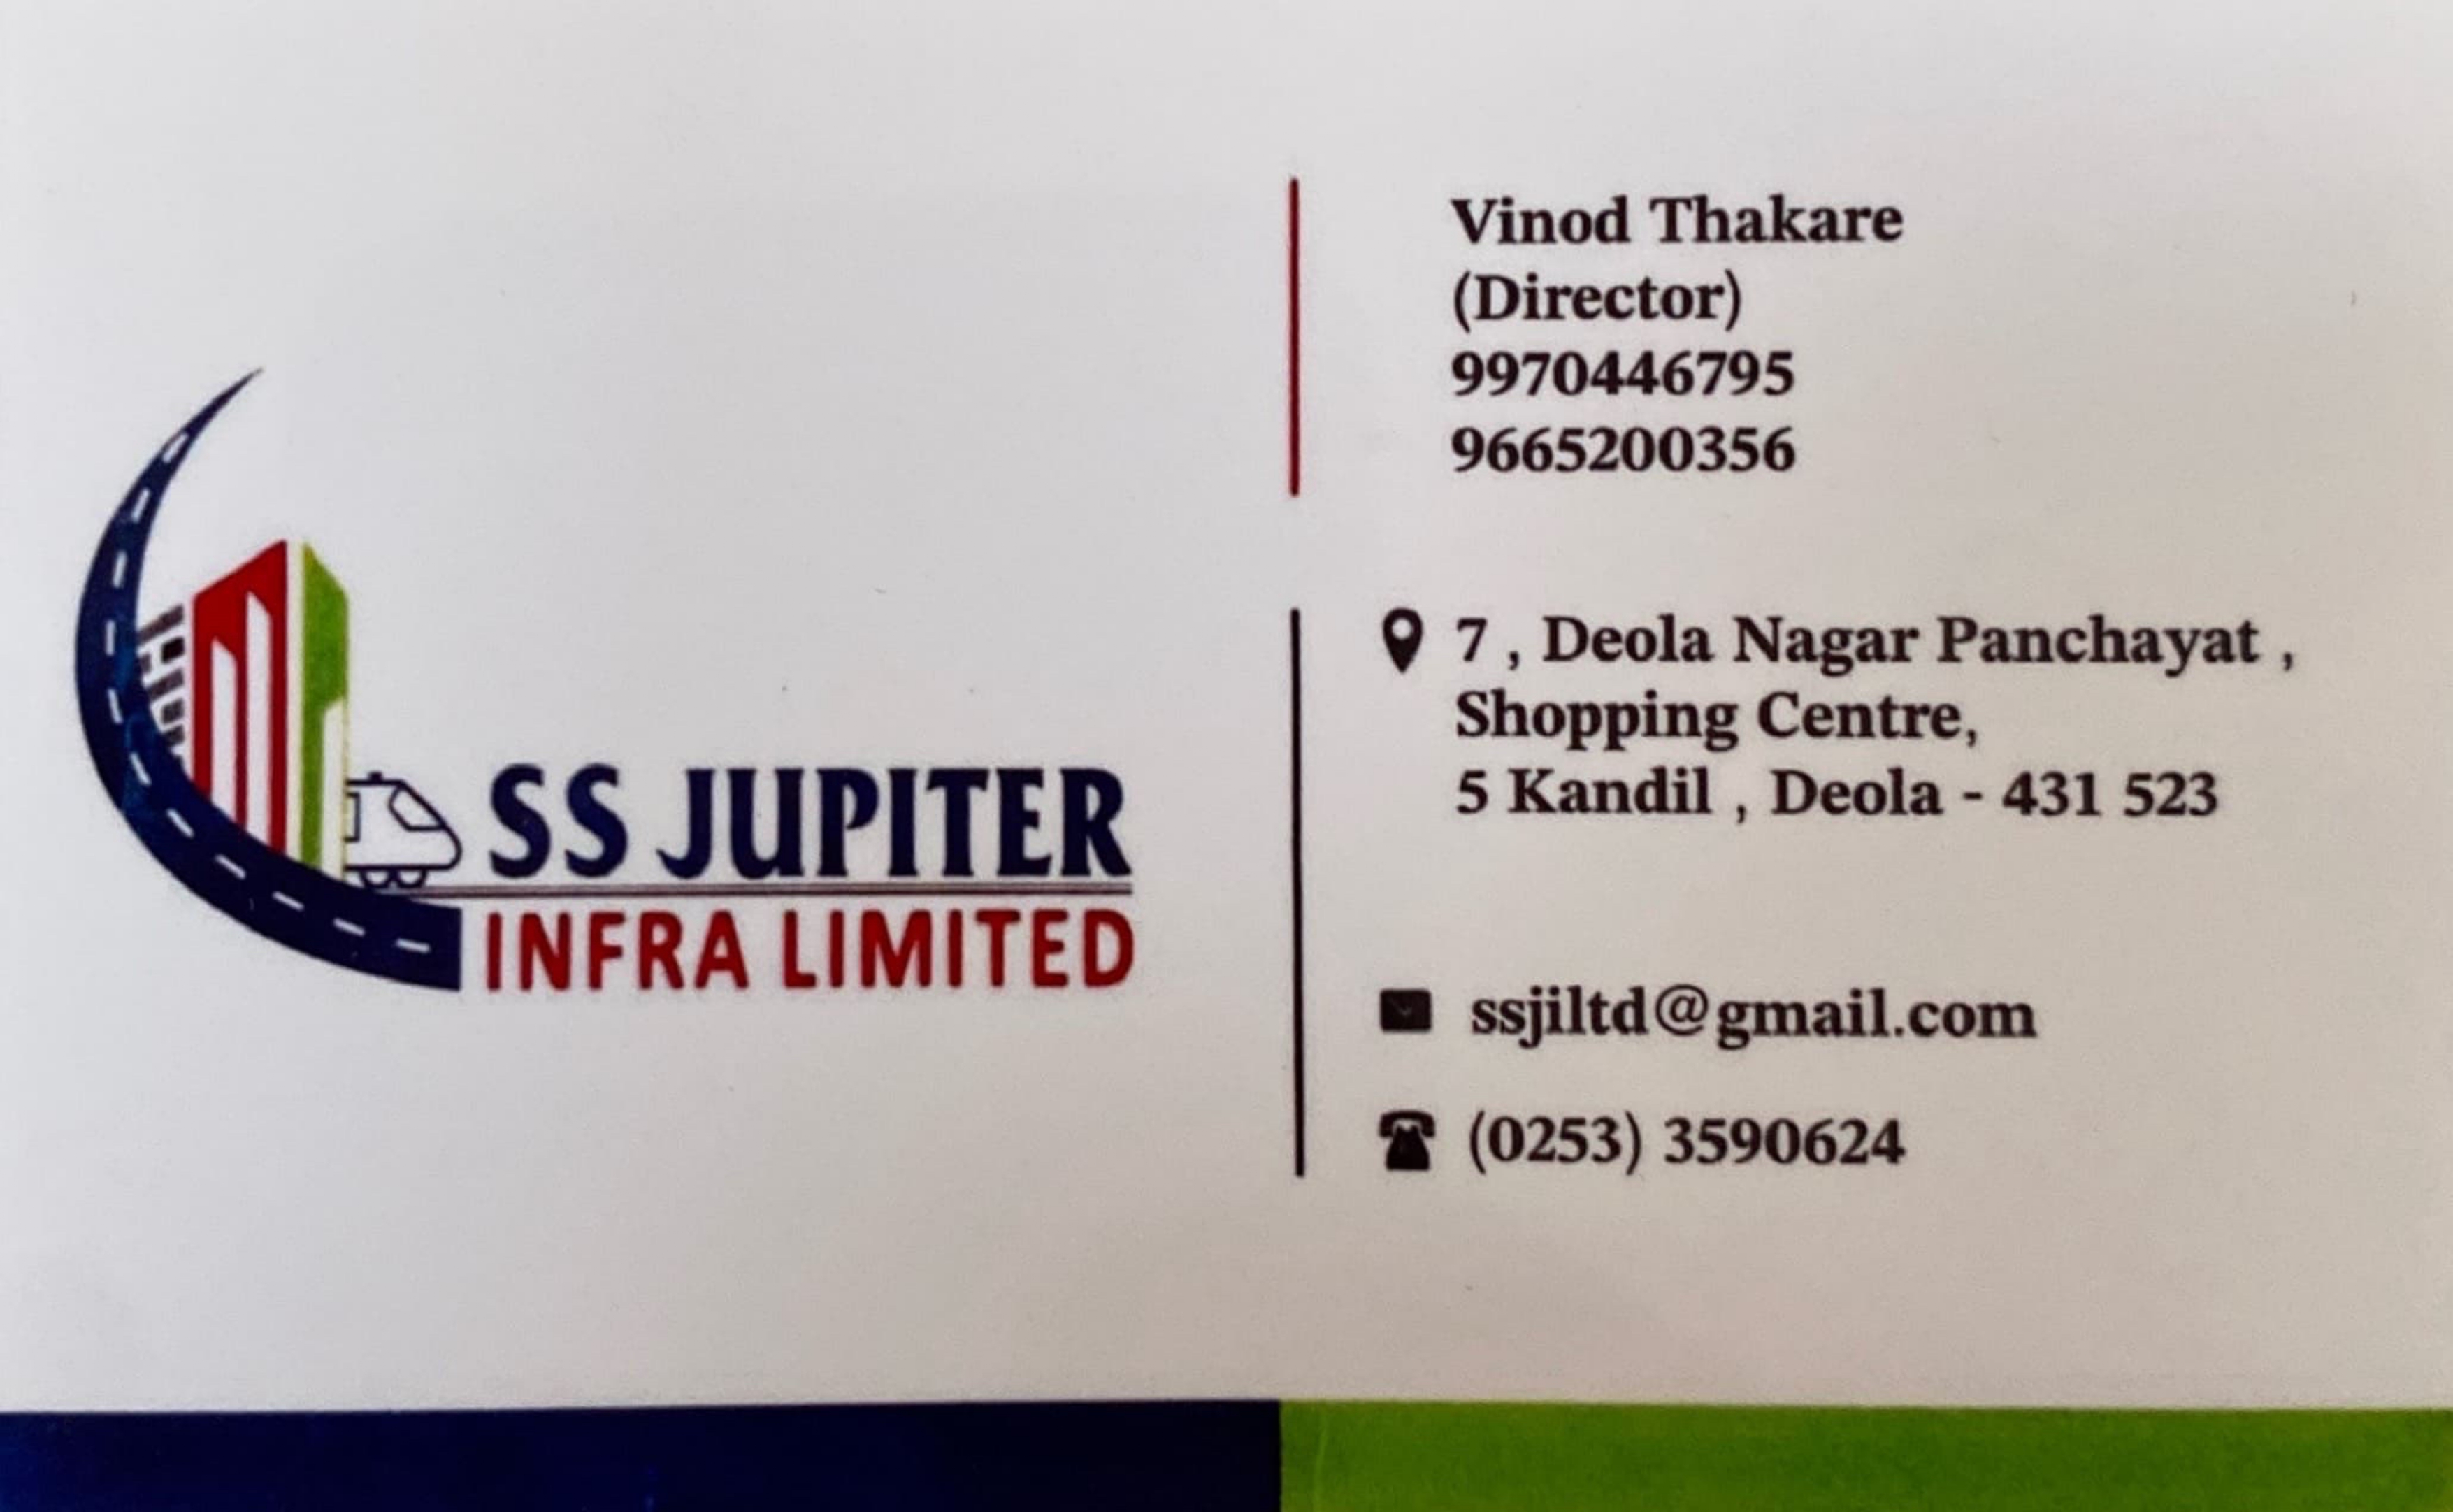 SS JUPITER
INFRA LIMITED
Vinod Thakare
(Director)
9970446795
9665200356
7 , Deola Nagar Panchayat ,
Shopping Centre,
5 Kandil , Deola - 431 523
ssjiltd@gmail.com
(0253) 3590624